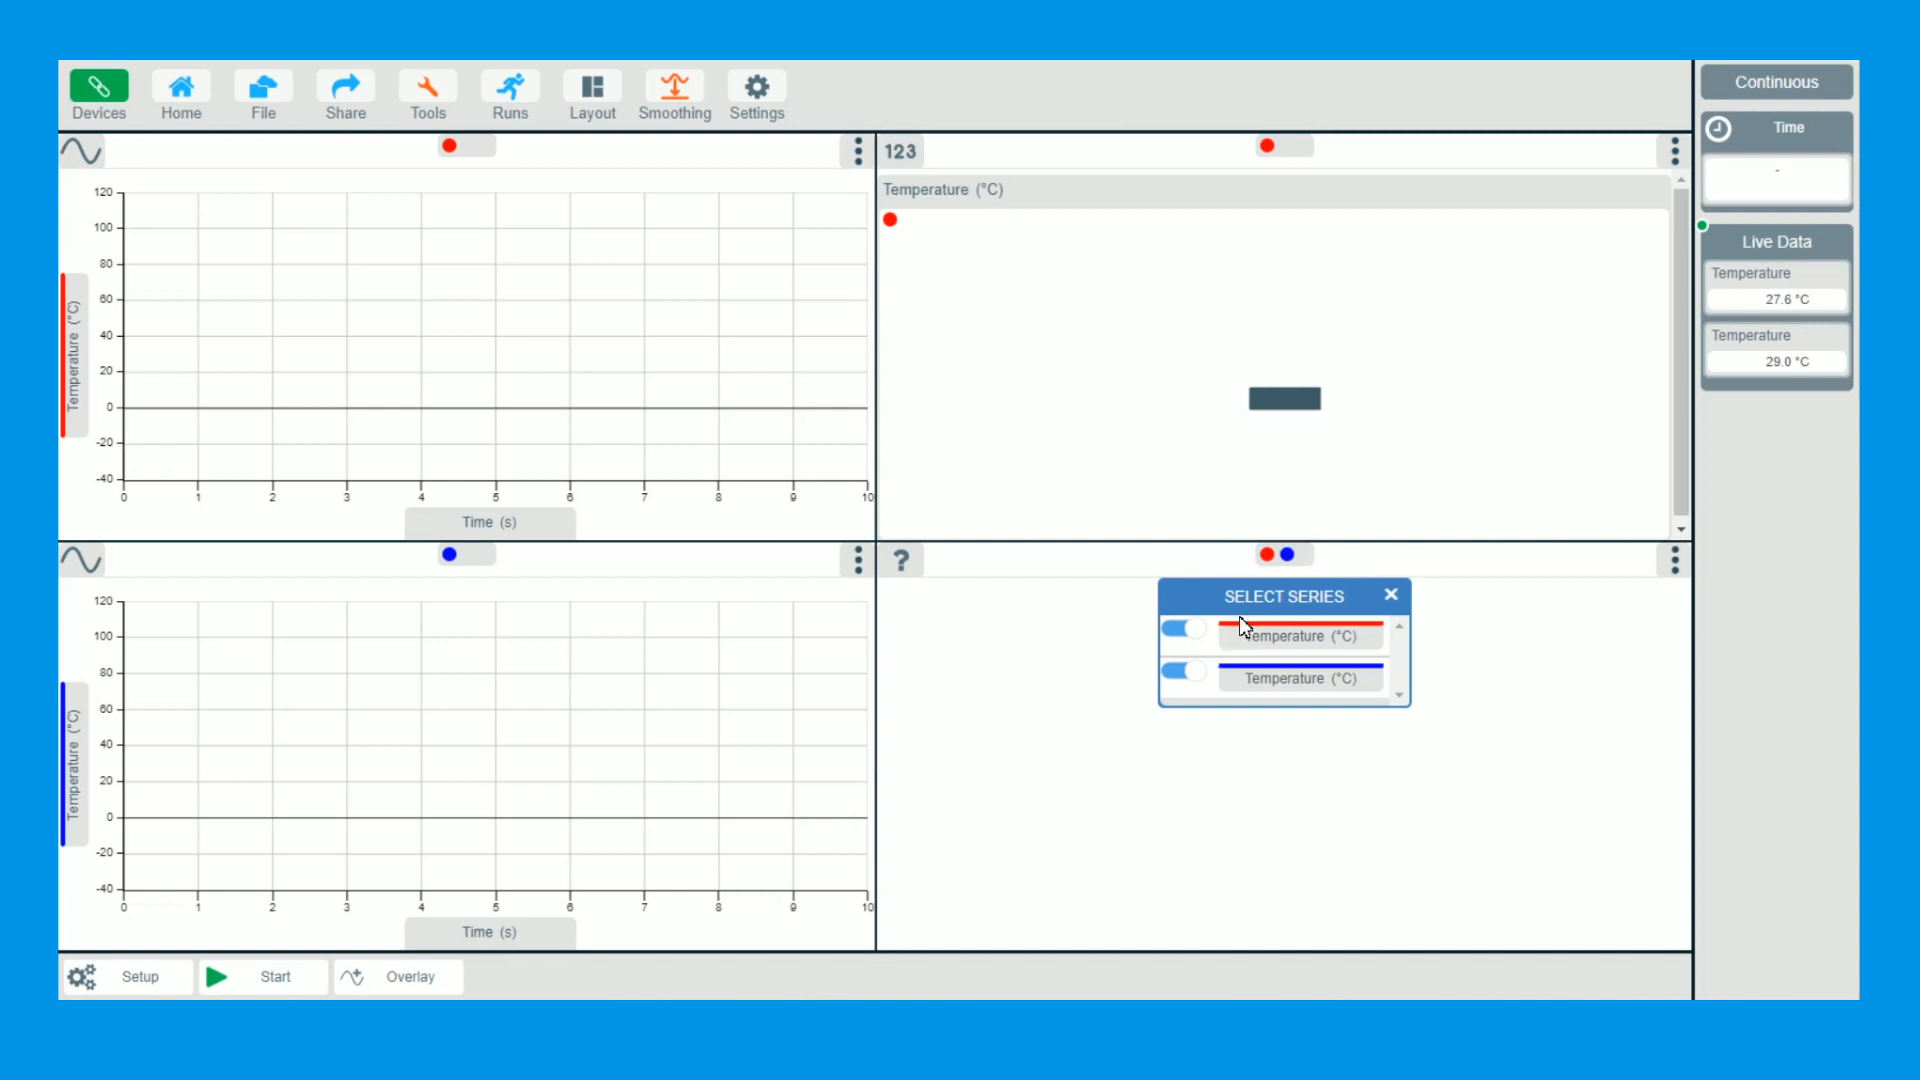 Devices
Home
File
Share
Tools
Runs
Layout
Smoothing
Settings
Continuous
Time
-
Live Data
Temperature
27.6 °C
Temperature
29.0 °C
120
100
80
60
40
20
0
-20
-40
Temperature (°C)
0 1 2 3 4 5 6 7 8 9 10
Time (s)
123
Temperature (°C)
120
100
80
60
40
20
0
-20
-40
Temperature (°C)
0 1 2 3 4 5 6 7 8 9 10
Time (s)
?
SELECT SERIES
Temperature (°C)
Temperature (°C)
Setup
Start
Overlay